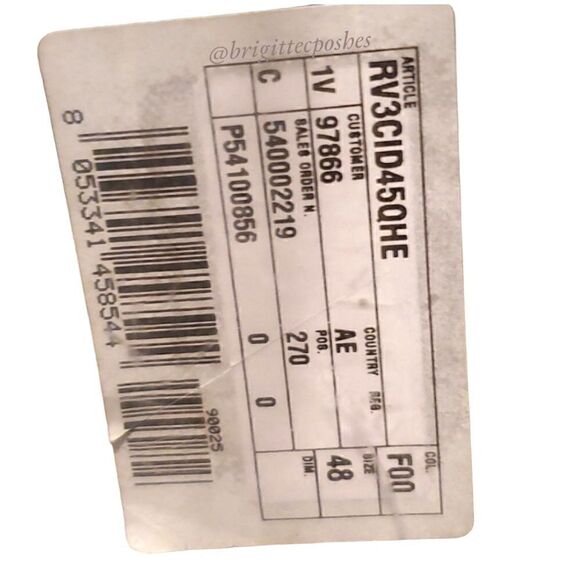 @brigittecposhes
ARTICLE COL.
RV3CID45QHE F00
CUSTOMER COUNTRY REG. SIZE
1V 97866 AE 48
SALES ORDER N. POS. DIM.
C 540002219 270
P54100856 0 0
90025
8 053341 458544